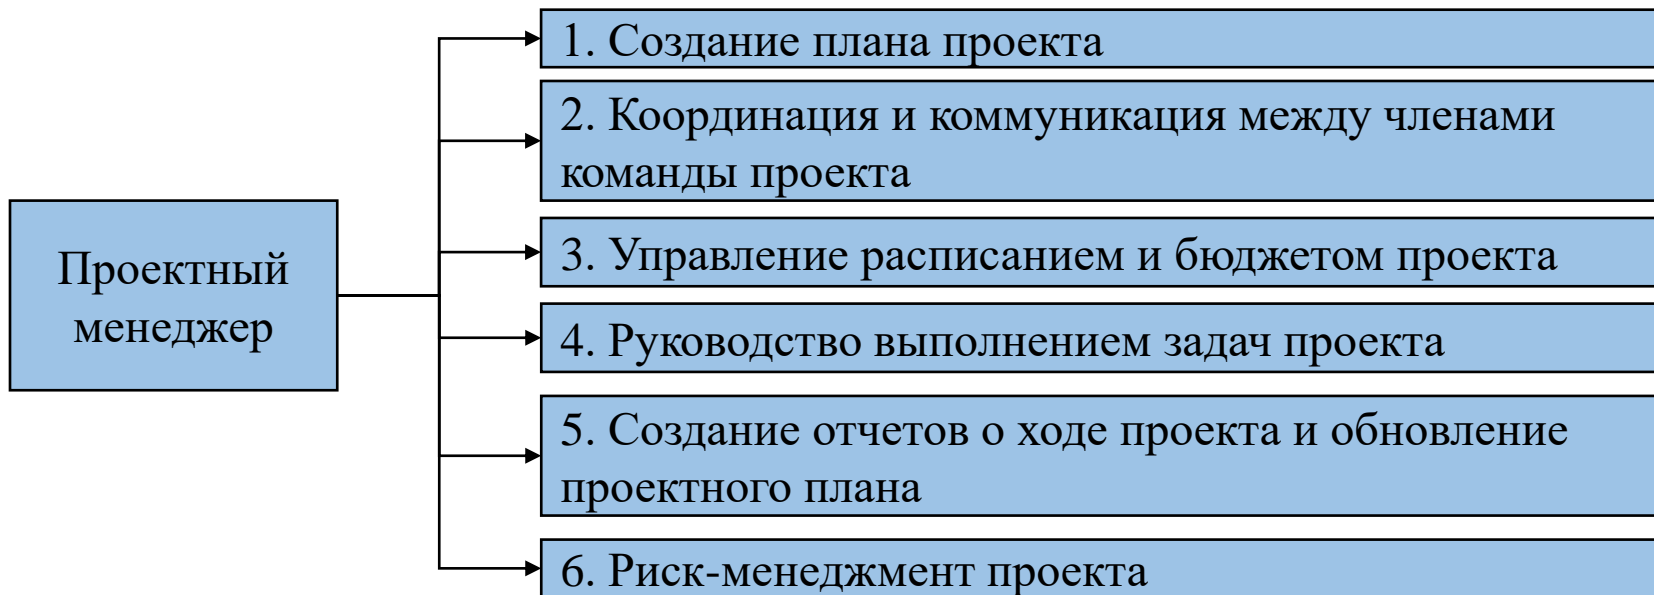 1. Создание плана проекта
2. Координация и коммуникация между членами
команды проекта
Проектный
менеджер
3. Управление расписанием и бюджетом проекта
4. Руководство выполнением задач проекта
5. Создание отчетов о ходе проекта и обновление
проектного плана
6. Риск-менеджмент проекта